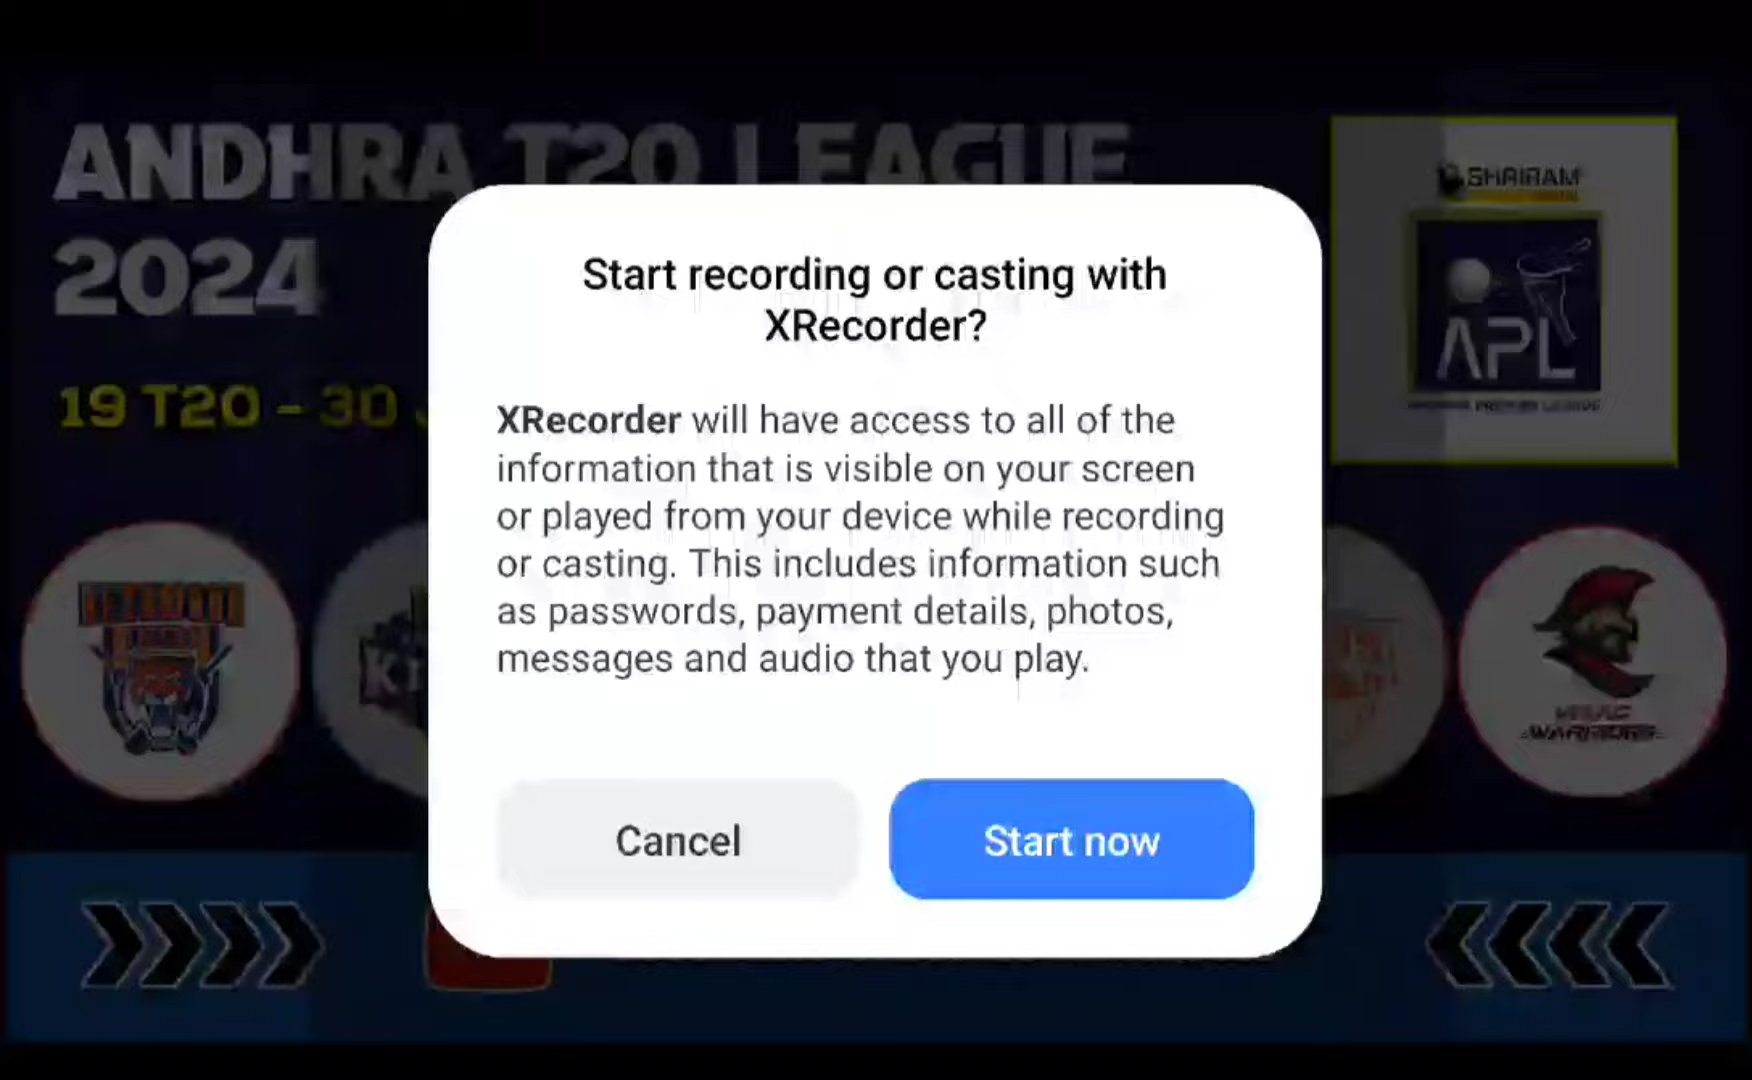 ANDHRA T20 LEAGUE
2024
19 T20 - 30
SHRIRAM
APL
Start recording or casting with
XRecorder?
XRecorder will have access to all of the
information that is visible on your screen
or played from your device while recording
or casting. This includes information such
as passwords, payment details, photos,
messages and audio that you play.
WARRIORS
Cancel
Start now